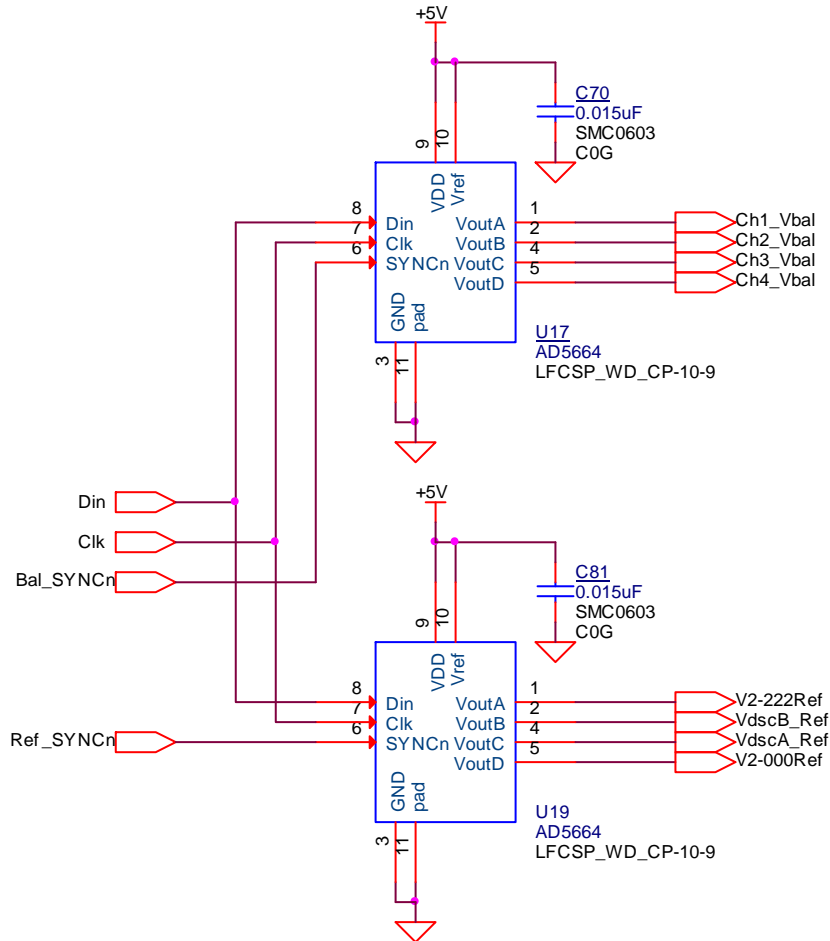 +5V
C70
0.015uF
SMC0603
C0G
9
10
VDD
Vref
8
Din
VoutA
1
Ch1_Vbal
7
Clk
VoutB
2
Ch2_Vbal
6
SYNCn
VoutC
4
Ch3_Vbal
VoutD
5
Ch4_Vbal
GND
pad
3
11
U17
AD5664
LFCSP_WD_CP-10-9
Din
Clk
Bal_SYNCn
+5V
C81
0.015uF
SMC0603
C0G
9
10
VDD
Vref
8
Din
VoutA
1
V2-222Ref
7
Clk
VoutB
2
VdscB_Ref
Ref_SYNCn
6
SYNCn
VoutC
4
VdscA_Ref
VoutD
5
V2-000Ref
GND
pad
3
11
U19
AD5664
LFCSP_WD_CP-10-9